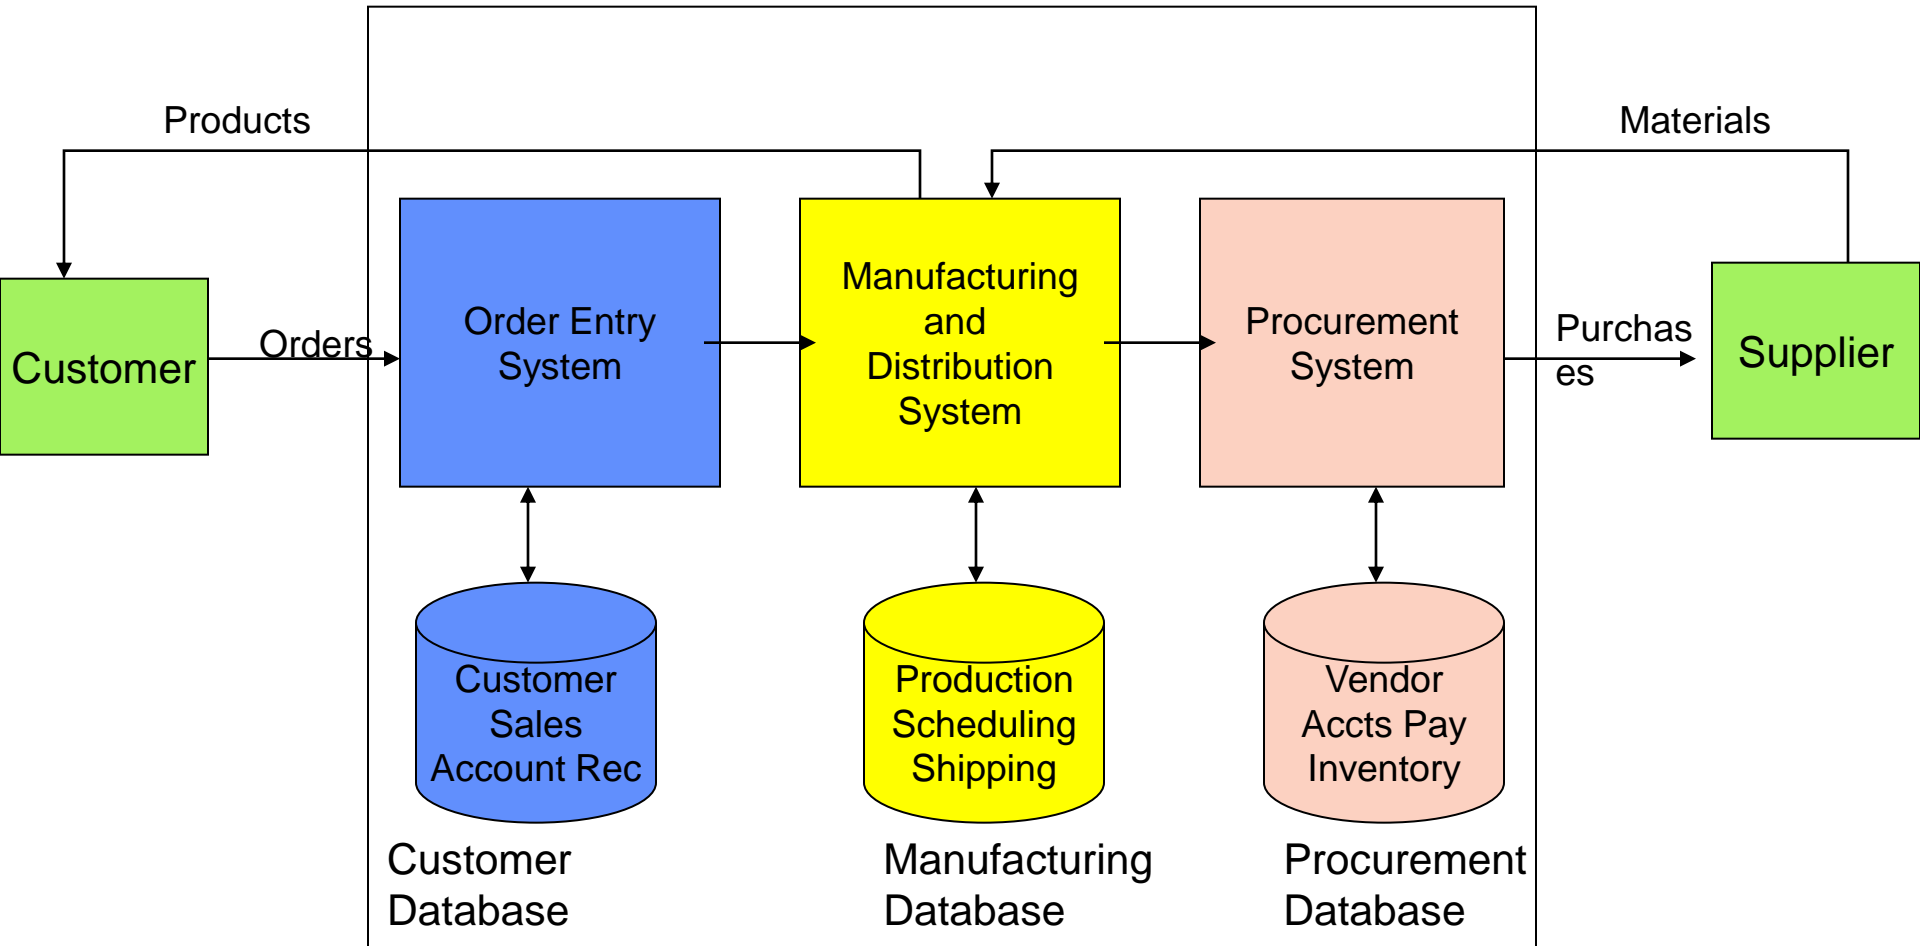 Products
Materials
Customer
Orders
Order Entry
System
Manufacturing
and
Distribution
System
Procurement
System
Purchas
es
Supplier
Customer
Sales
Account Rec
Production
Scheduling
Shipping
Vendor
Accts Pay
Inventory
Customer
Database
Manufacturing
Database
Procurement
Database